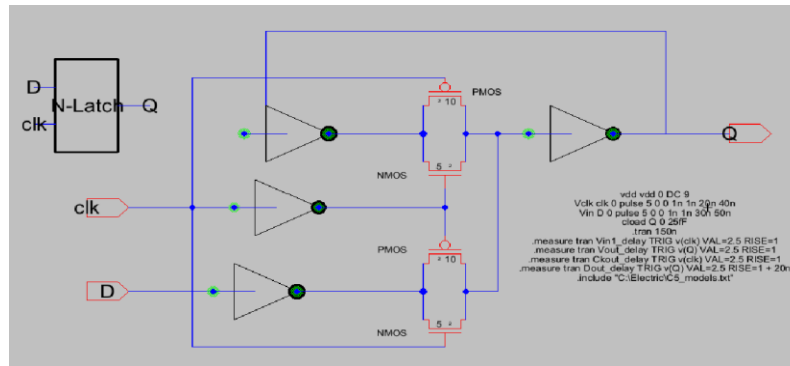 D
N-Latch
Q
clk
PMOS
10
5
NMOS
Q
clk
PMOS
10
D
5
NMOS
vdd vdd 0 DC 9
Vclk clk 0 pulse 5 0 0 1n 1n 20n 40n
Vin D 0 pulse 5 0 0 1n 1n 30n 50n
cload Q 0 25fF
.tran 150n
.measure tran Vin1_delay TRIG v(clk) VAL=2.5 RISE=1
.measure tran Vout_delay TRIG v(Q) VAL=2.5 RISE=1
.measure tran Ckout_delay TRIG v(clk) VAL=2.5 RISE=1
.measure tran Dout_delay TRIG v(Q) VAL=2.5 RISE=1 + 20n
.include "C:\Electric\C5_models.txt"